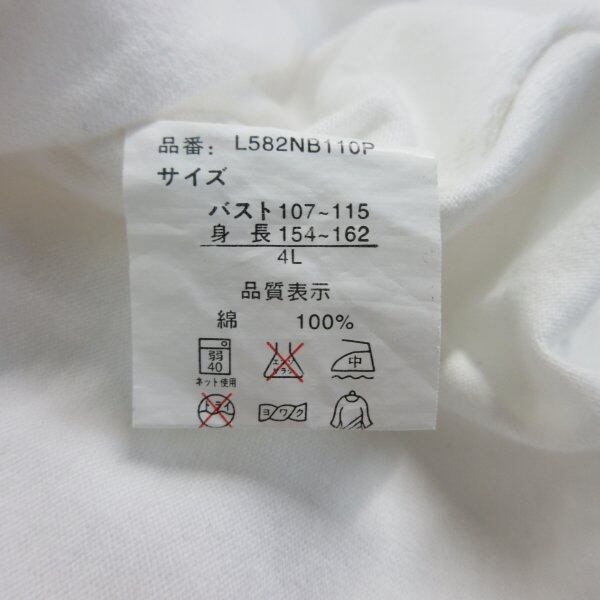 品番: L582NB110P
サイズ
バスト107~115
身長154~162
4L
品質表示
綿 100%
弱 中
40
エンソ
サラシ
ネット使用
ドライ ヨワク